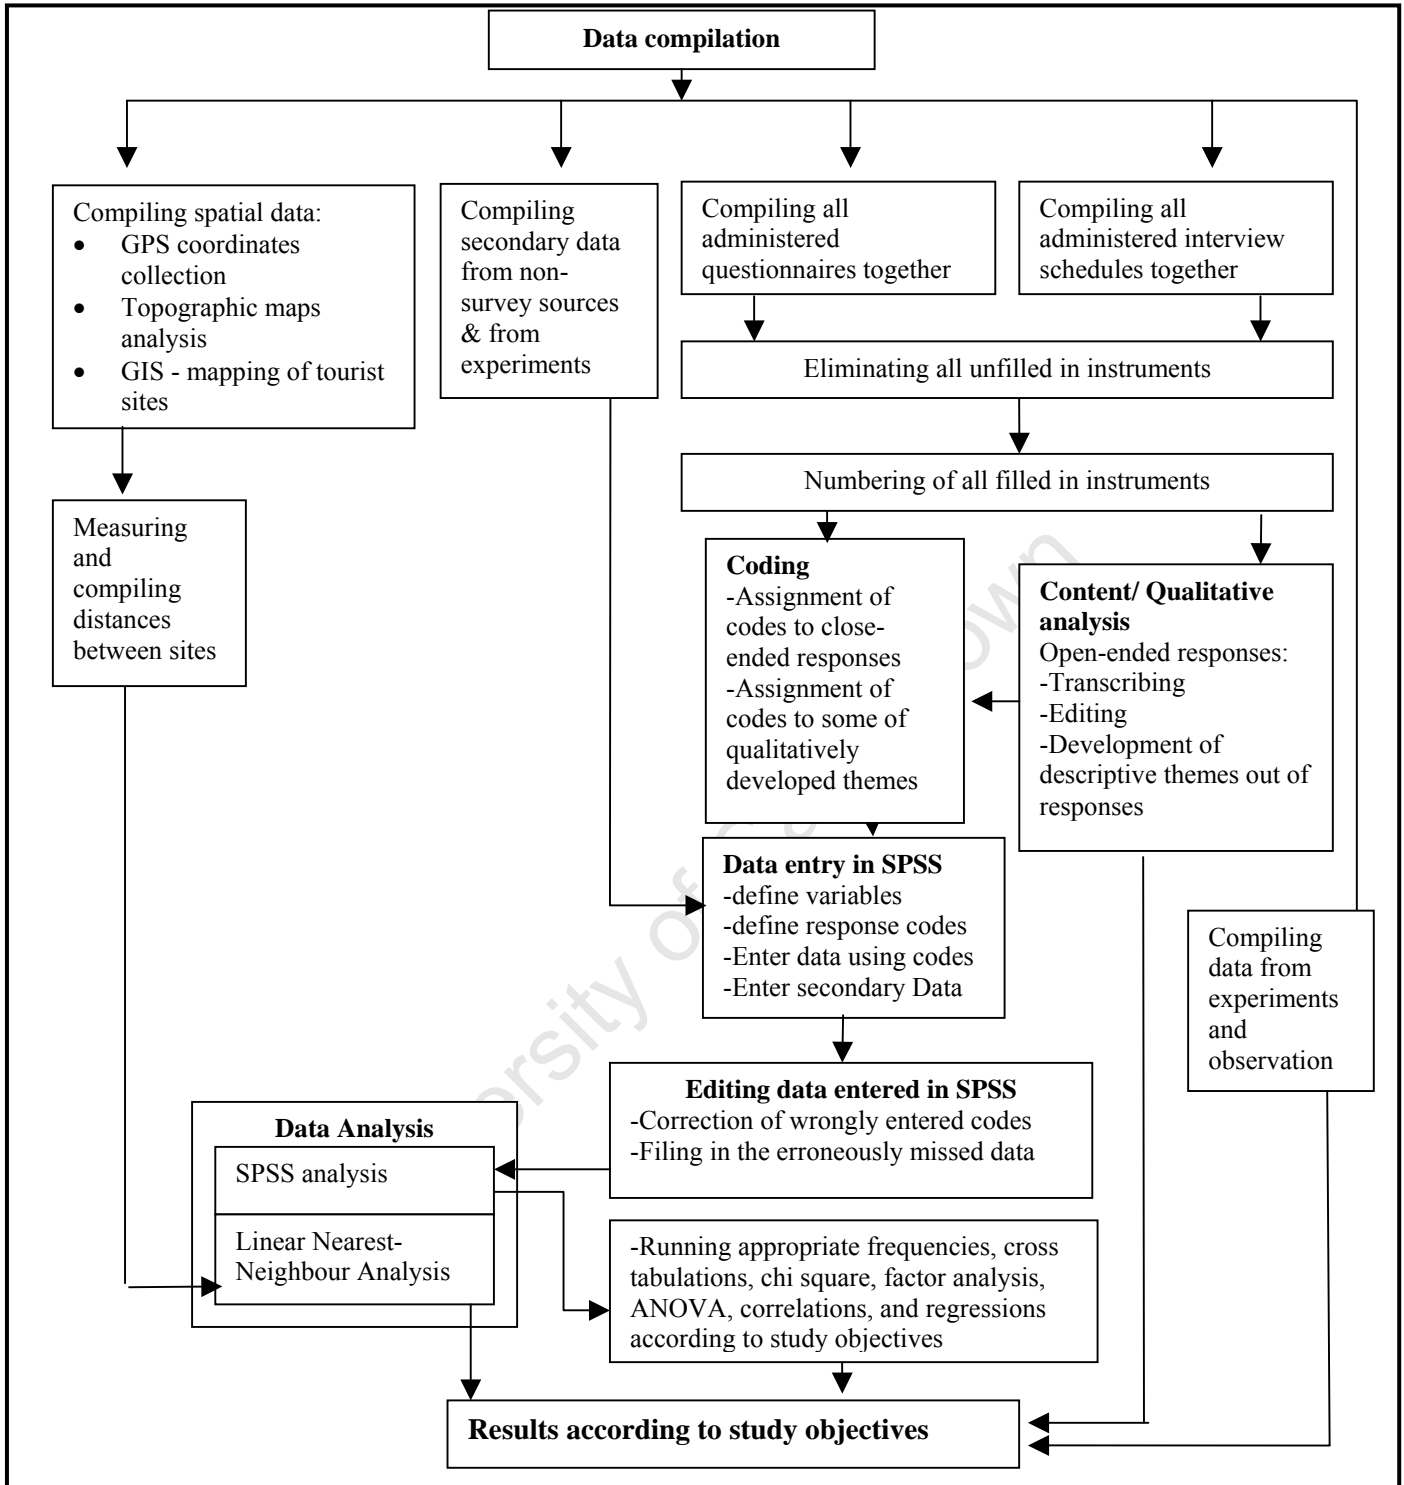 Data compilation
Compiling spatial data:
• GPS coordinates
collection
• Topographic maps
analysis
• GIS - mapping of tourist
sites
Compiling
secondary data
from non-
survey sources
& from
experiments
Compiling all
administered
questionnaires together
Compiling all
administered interview
schedules together
Eliminating all unfilled in instruments
Numbering of all filled in instruments
Measuring
and
compiling
distances
between sites
Coding
-Assignment of
codes to close-
ended responses
-Assignment of
codes to some of
qualitatively
developed themes
Content/ Qualitative
analysis
Open-ended responses:
-Transcribing
-Editing
-Development of
descriptive themes out of
responses
Data entry in SPSS
-define variables
-define response codes
-Enter data using codes
-Enter secondary Data
Compiling
data from
experiments
and
observation
Editing data entered in SPSS
-Correction of wrongly entered codes
-Filing in the erroneously missed data
Data Analysis
SPSS analysis
Linear Nearest-
Neighbour Analysis
-Running appropriate frequencies, cross
tabulations, chi square, factor analysis,
ANOVA, correlations, and regressions
according to study objectives
Results according to study objectives